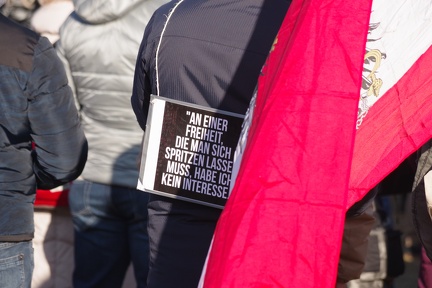 "AN EINER
FREIHEIT,
DIE MAN SICH
SPRITZEN LASSE
MUSS, HABE ICH
KEIN INTERESSE